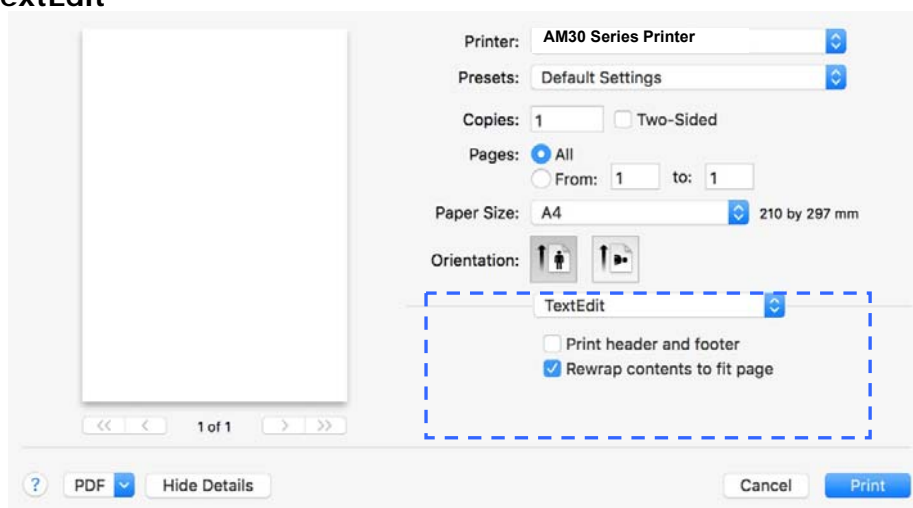 TextEdit
Printer: AM30 Series Printer
Presets: Default Settings
Copies: 1 Two-Sided
Pages: All
From: 1 to: 1
Paper Size: A4 210 by 297 mm
Orientation:
TextEdit
Print header and footer
Rewrap contents to fit page
<< < 1 of 1 > >>
? PDF Hide Details Cancel Print